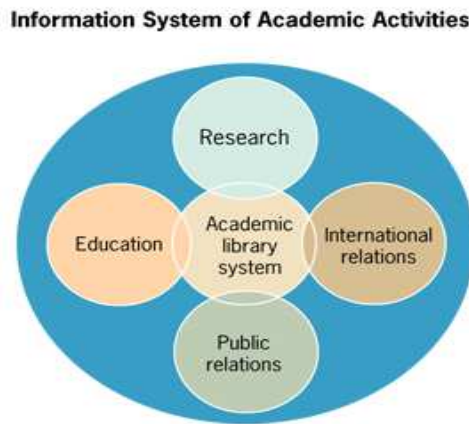 Information System of Academic Activities
Research
Education
Academic
library
system
International
relations
Public
relations